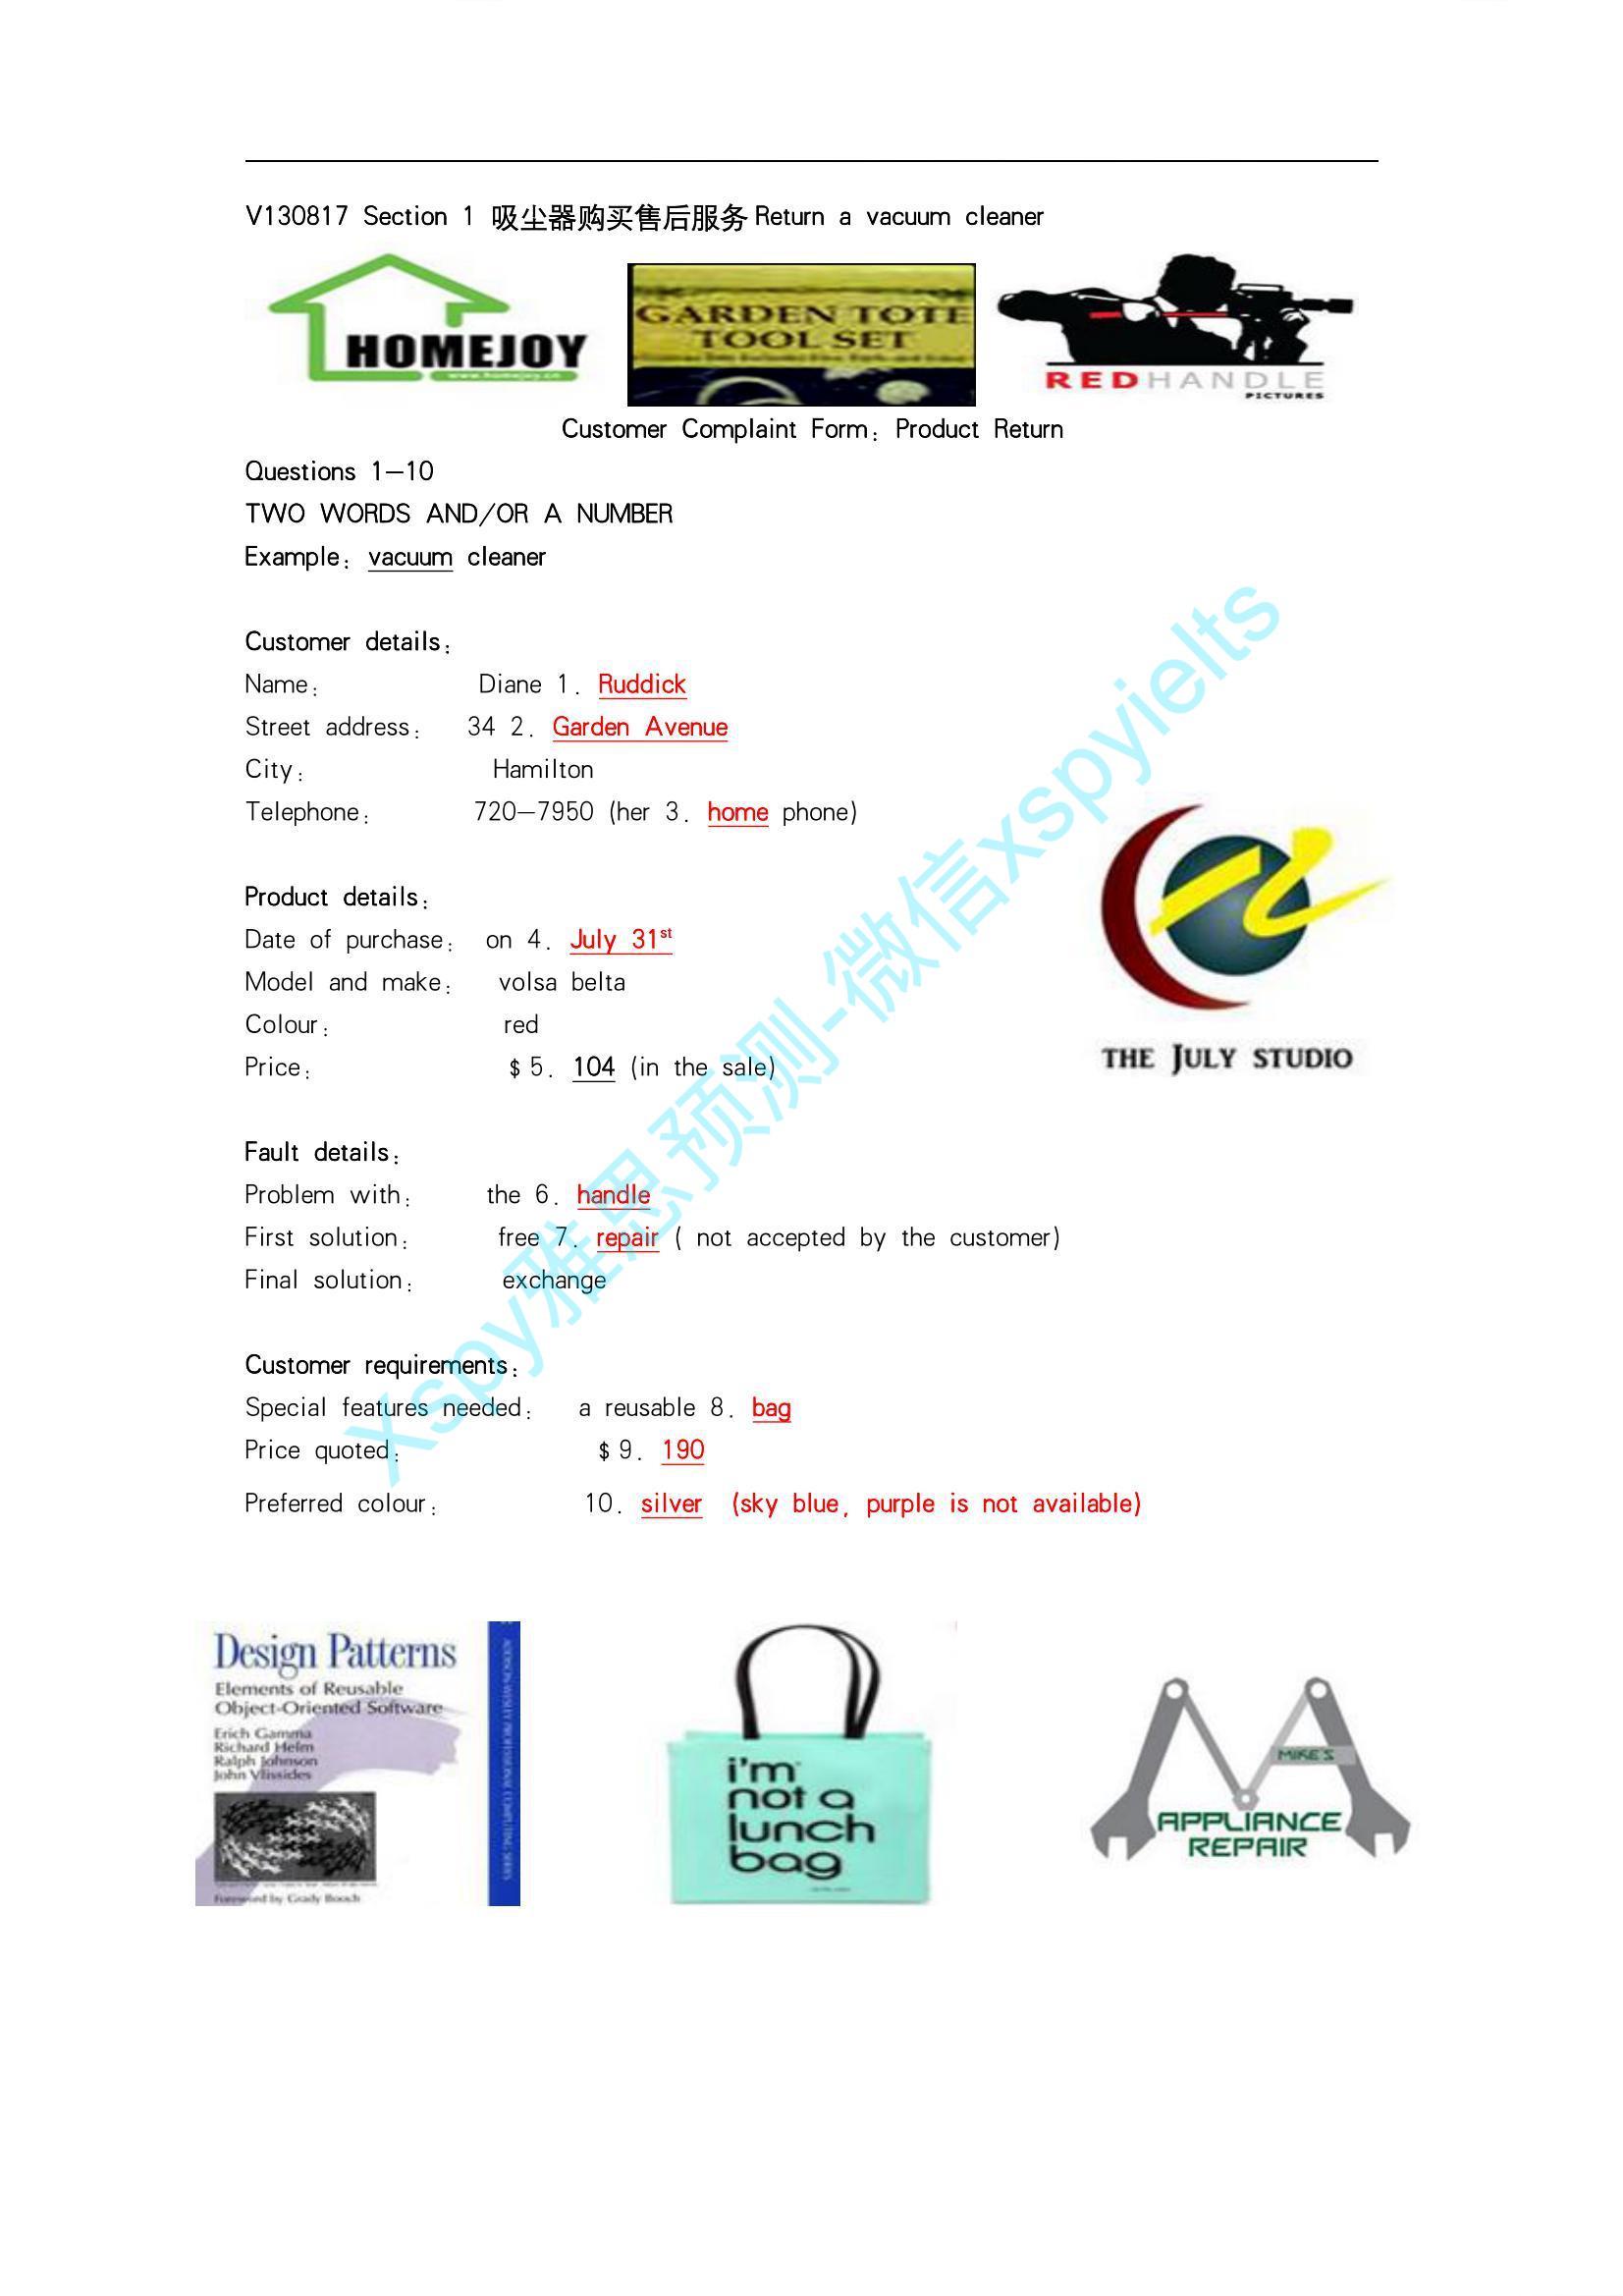 V130817 Section 1 吸尘器购买售后服务 Return a vacuum cleaner
HOMEJOY
www.homejoy.cn
GARDEN TOTE
TOOL SET
REDHANDLE
PICTURES
Customer Complaint Form: Product Return
Questions 1—10
TWO WORDS AND/OR A NUMBER
Example: vacuum cleaner
Customer details:
Name: Diane 1. Ruddick
Street address: 34 2. Garden Avenue
City: Hamilton
Telephone: 720—7950 (her 3. home phone)
Product details:
Date of purchase: on 4. July 31st
Model and make: volsa belta
Colour: red
Price: $ 5. 104 (in the sale)
THE JULY STUDIO
Fault details:
Problem with: the 6. handle
First solution: free 7. repair ( not accepted by the customer)
Final solution: exchange
Customer requirements:
Special features needed: a reusable 8. bag
Price quoted: $ 9. 190
Preferred colour: 10. silver (sky blue, purple is not available)
Xspy雅思预测-微信xspyielts
Design Patterns
Elements of Reusable
Object-Oriented Software
Erich Gamma
Richard Helm
Ralph Johnson
John Vlissides
Foreword by Grady Booch
ADDISON-WESLEY PROFESSIONAL COMPUTING SERIES
i'm
not a
lunch
bag
MIKE'S
APPLIANCE
REPAIR